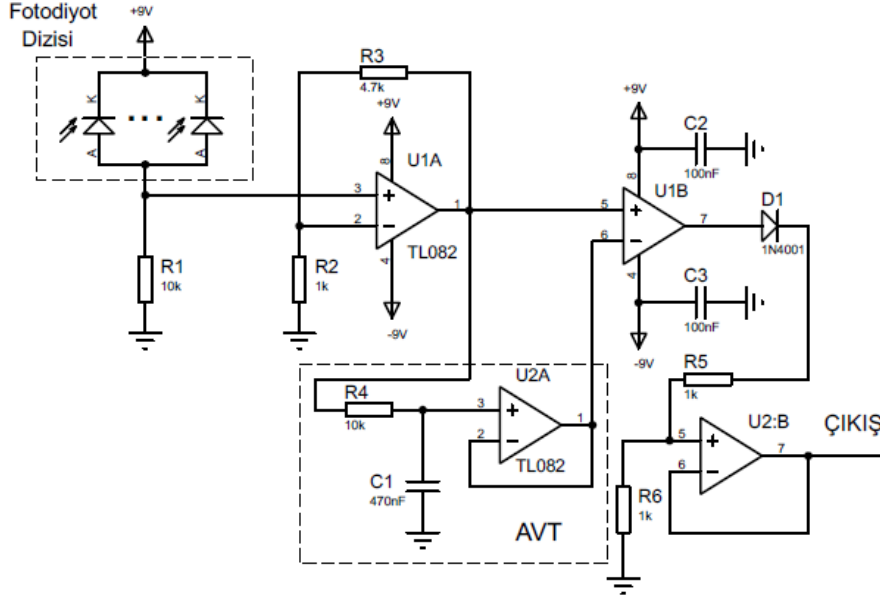 Fotodiyot
Dizisi
+9V
K
K
A
A
R3
4.7k
+9V
U1A
8
3
2
1
4
TL082
-9V
R1
10k
R2
1k
+9V
C2
100nF
8
U1B
5
6
7
4
D1
1N4001
C3
100nF
-9V
R4
10k
U2A
3
2
1
TL082
C1
470nF
AVT
R5
1k
U2:B
5
6
7
ÇIKIŞ
R6
1k